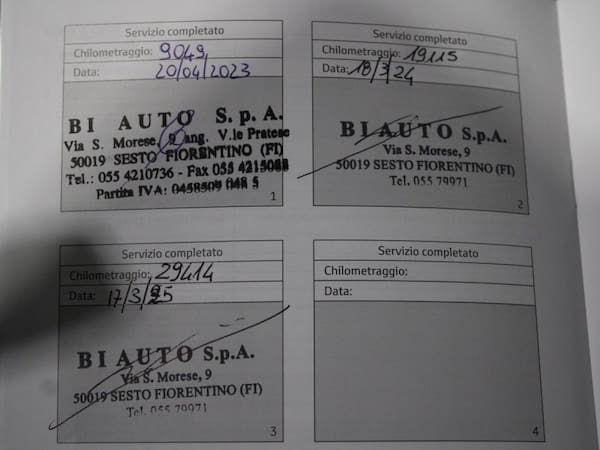 Servizio completato
Chilometraggio: 9049
Data: 20/04/2023
BI AUTO S.p.A.
Via S. Morese, ang. V.le Pratese
50019 SESTO FIORENTINO (FI)
Tel.: 055 4210736 - Fax 055
Partita IVA:
1
Servizio completato
Chilometraggio: 19115
Data: 18/3/24
BI AUTO S.p.A.
Via S. Morese, 9
50019 SESTO FIORENTINO (FI)
Tel. 055 79971
2
Servizio completato
Chilometraggio: 29414
Data: 17/3/25
BI AUTO S.p.A.
Via S. Morese, 9
50019 SESTO FIORENTINO (FI)
Tel. 055 79971
3
Servizio completato
Chilometraggio:
Data:
4